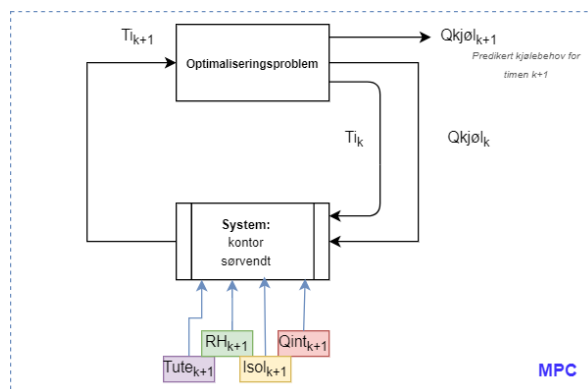 Ti k+1
Optimaliseringsproblem
Qkjøl k+1
Predikert kjølebehov for
timen k+1
Ti k
Qkjøl k
System:
kontor
sørvendt
RH k+1
Qint k+1
Tute k+1
Isol k+1
MPC